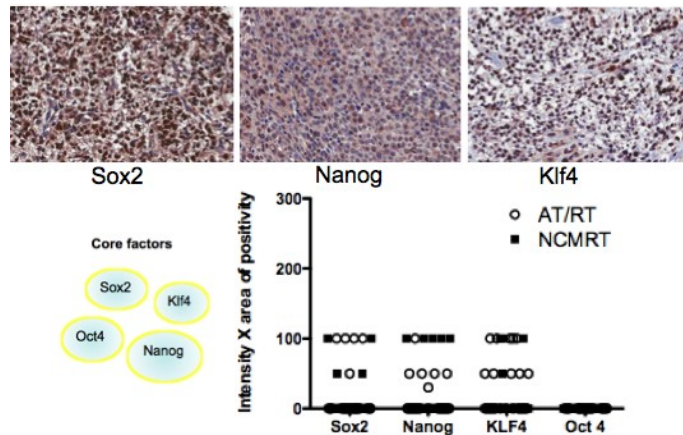 Sox2 Nanog Klf4
Core factors
Sox2
Klf4
Oct4
Nanog
Intensity X area of positivity
300
200
100
0
AT/RT
NCMRT
Sox2 Nanog KLF4 Oct 4